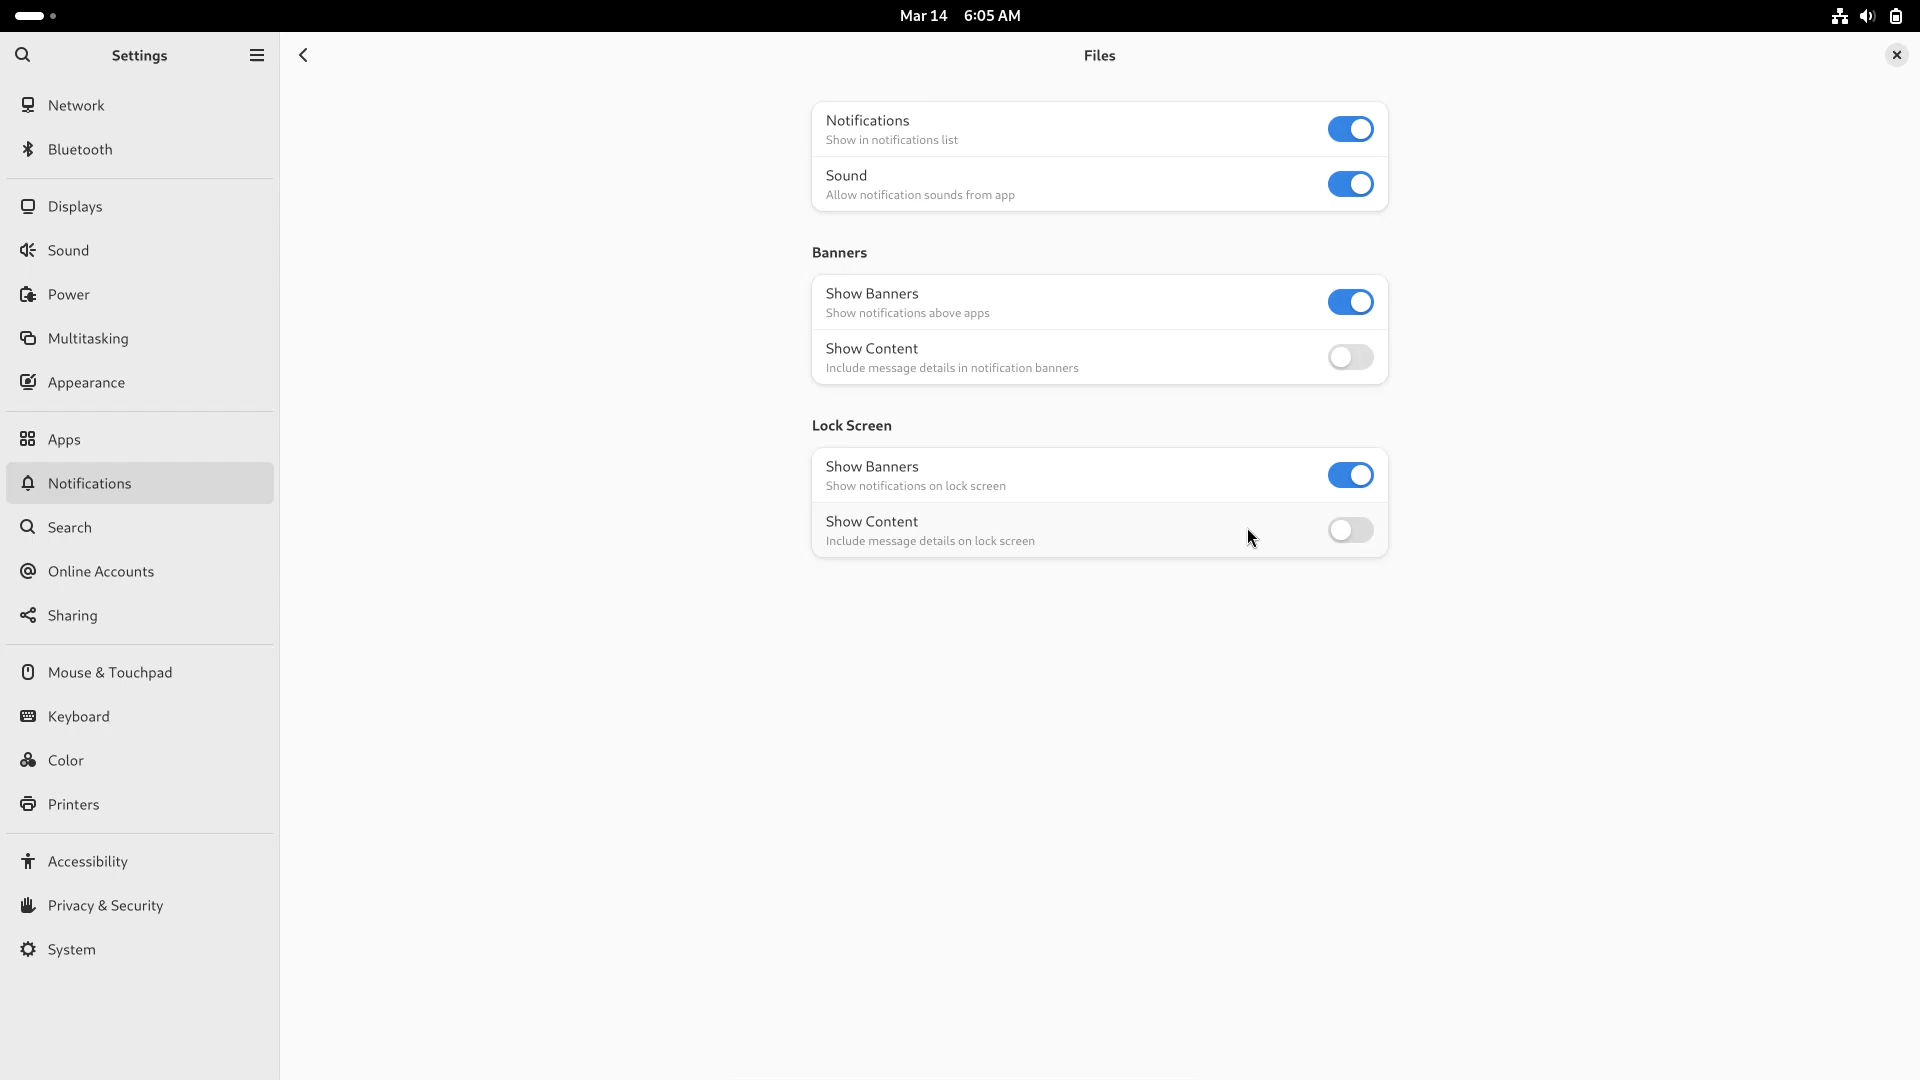 Mar 14 6:05 AM
Settings
Files
Network
Bluetooth
Displays
Sound
Power
Multitasking
Appearance
Apps
Notifications
Search
Online Accounts
Sharing
Mouse & Touchpad
Keyboard
Color
Printers
Accessibility
Privacy & Security
System
Notifications
Show in notifications list
Sound
Allow notification sounds from app
Banners
Show Banners
Show notifications above apps
Show Content
Include message details in notification banners
Lock Screen
Show Banners
Show notifications on lock screen
Show Content
Include message details on lock screen